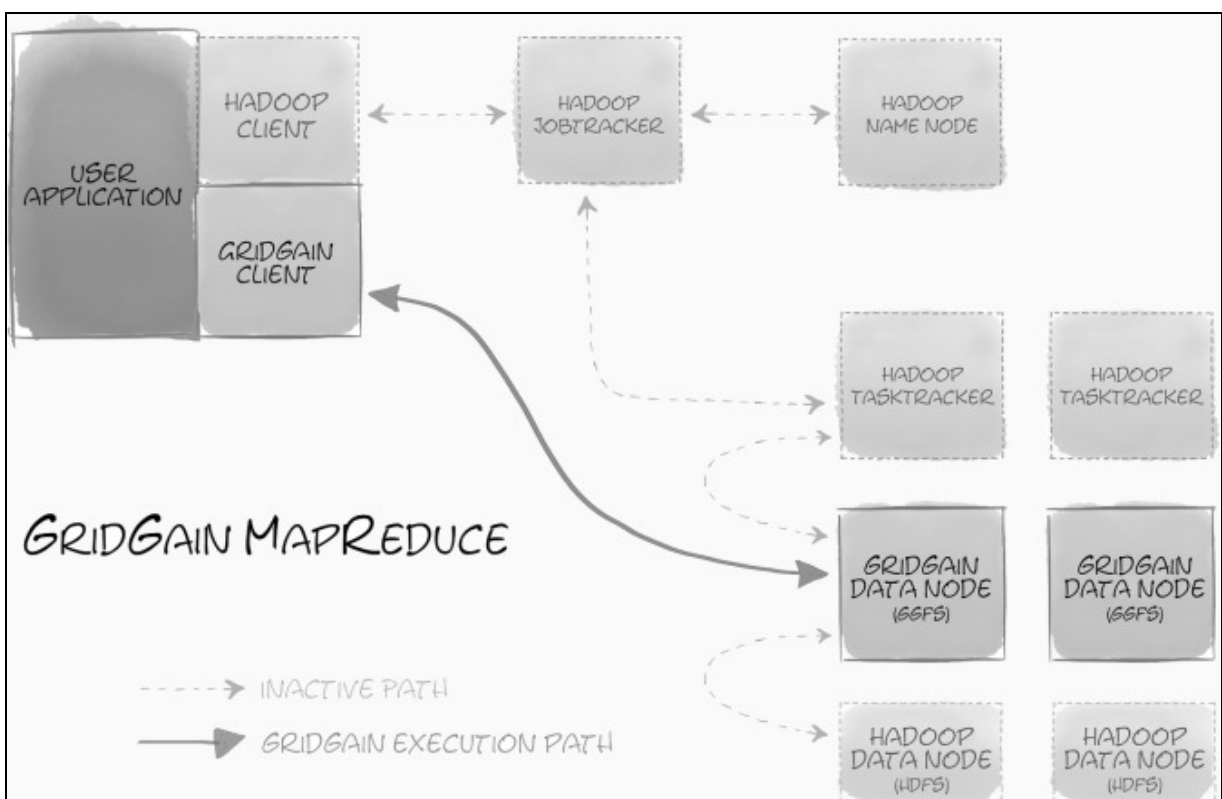 HADOOP
CLIENT
HADOOP
JOBTRACKER
HADOOP
NAME NODE
USER
APPLICATION
GRIDGAIN
CLIENT
HADOOP
TASKTRACKER
HADOOP
TASKTRACKER
GRIDGAIN MAPREDUCE
GRIDGAIN
DATA NODE
(GGFS)
GRIDGAIN
DATA NODE
(GGFS)
INACTIVE PATH
GRIDGAIN EXECUTION PATH
HADOOP
DATA NODE
(HDFS)
HADOOP
DATA NODE
(HDFS)